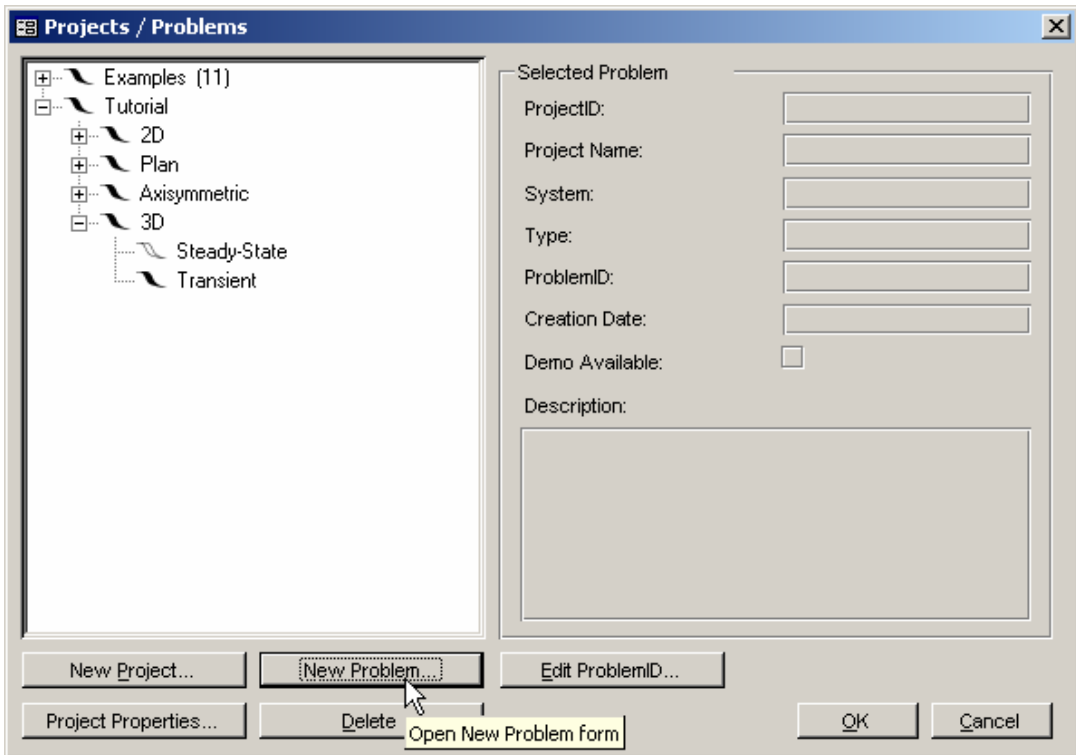 Projects / Problems
Examples (11)
Tutorial
2D
Plan
Axisymmetric
3D
Steady-State
Transient
Selected Problem
ProjectID:
Project Name:
System:
Type:
ProblemID:
Creation Date:
Demo Available:
Description:
New Project...
New Problem...
Edit ProblemID...
Project Properties...
Delete
Open New Problem form
OK
Cancel